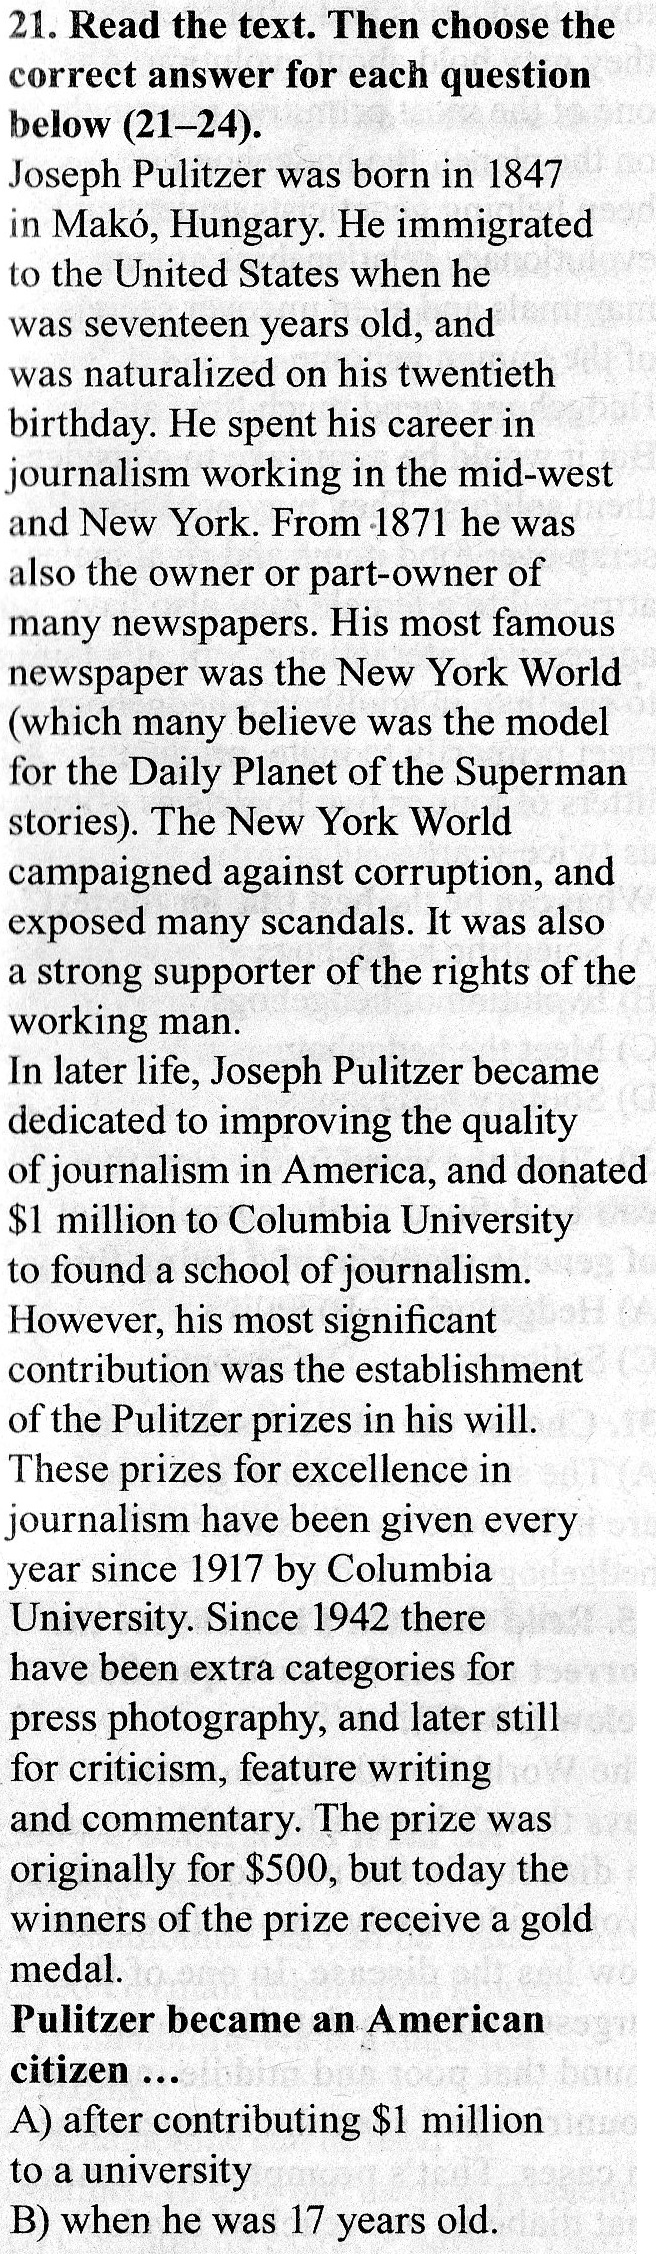 21. Read the text. Then choose the
correct answer for each question
below (21–24).
Joseph Pulitzer was born in 1847
in Makó, Hungary. He immigrated
to the United States when he
was seventeen years old, and
was naturalized on his twentieth
birthday. He spent his career in
journalism working in the mid-west
and New York. From 1871 he was
also the owner or part-owner of
many newspapers. His most famous
newspaper was the New York World
(which many believe was the model
for the Daily Planet of the Superman
stories). The New York World
campaigned against corruption, and
exposed many scandals. It was also
a strong supporter of the rights of the
working man.
In later life, Joseph Pulitzer became
dedicated to improving the quality
of journalism in America, and donated
$1 million to Columbia University
to found a school of journalism.
However, his most significant
contribution was the establishment
of the Pulitzer prizes in his will.
These prizes for excellence in
journalism have been given every
year since 1917 by Columbia
University. Since 1942 there
have been extra categories for
press photography, and later still
for criticism, feature writing
and commentary. The prize was
originally for $500, but today the
winners of the prize receive a gold
medal.
Pulitzer became an American
citizen ...
A) after contributing $1 million
to a university
B) when he was 17 years old.